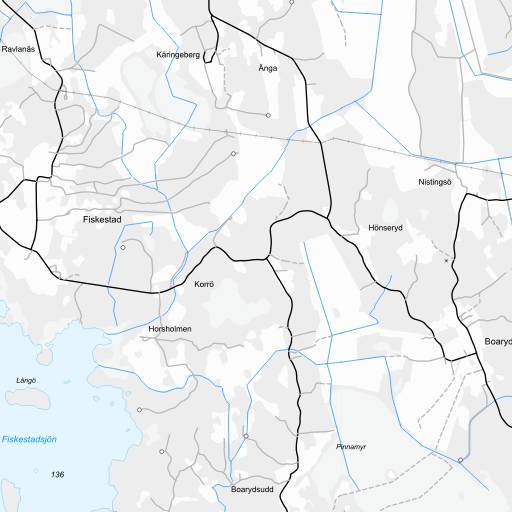 Ravlanäs
Käringeberg
Ånga
Nistingsö
Fiskestad
Hönseryd
Korrö
Horsholmen
Boaryd
Långö
Fiskestadsjön
Pinnamyr
136
Boarydsudd